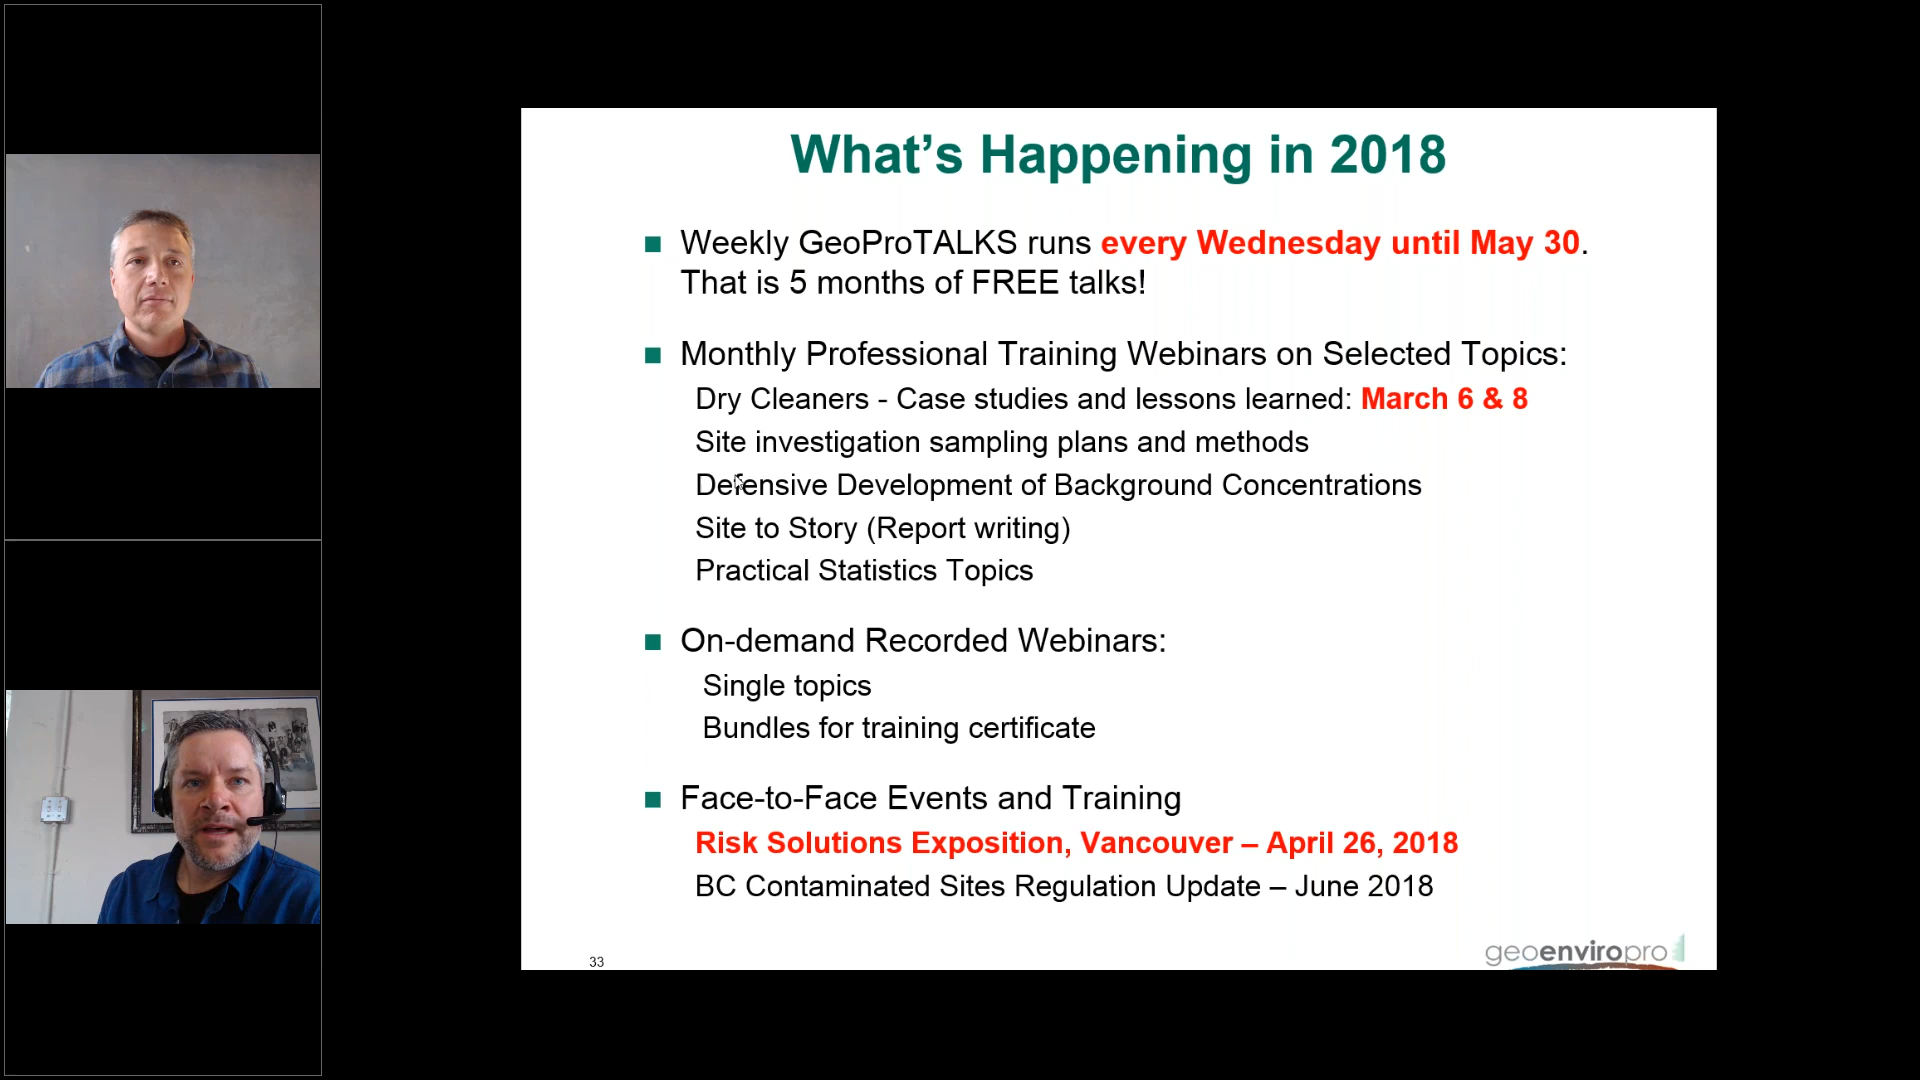 What's Happening in 2018
Weekly GeoProTALKS runs every Wednesday until May 30.
That is 5 months of FREE talks!
Monthly Professional Training Webinars on Selected Topics:
Dry Cleaners - Case studies and lessons learned: March 6 & 8
Site investigation sampling plans and methods
Defensive Development of Background Concentrations
Site to Story (Report writing)
Practical Statistics Topics
On-demand Recorded Webinars:
Single topics
Bundles for training certificate
Face-to-Face Events and Training
Risk Solutions Exposition, Vancouver – April 26, 2018
BC Contaminated Sites Regulation Update – June 2018
33
geoenviropro